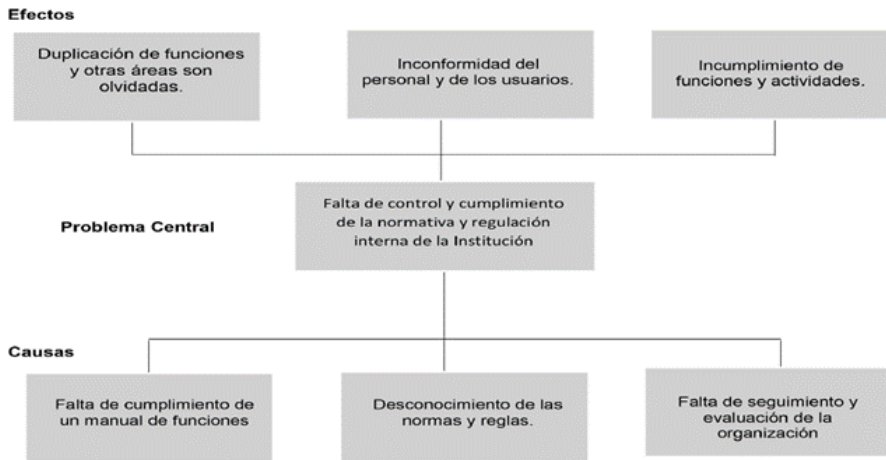 Efectos
Duplicación de funciones
y otras áreas son
olvidadas.
Inconformidad del
personal y de los usuarios.
Incumplimiento de
funciones y actividades.
Problema Central
Falta de control y cumplimiento
de la normativa y regulación
interna de la Institución
Causas
Falta de cumplimiento de
un manual de funciones
Desconocimiento de las
normas y reglas.
Falta de seguimiento y
evaluación de la
organización